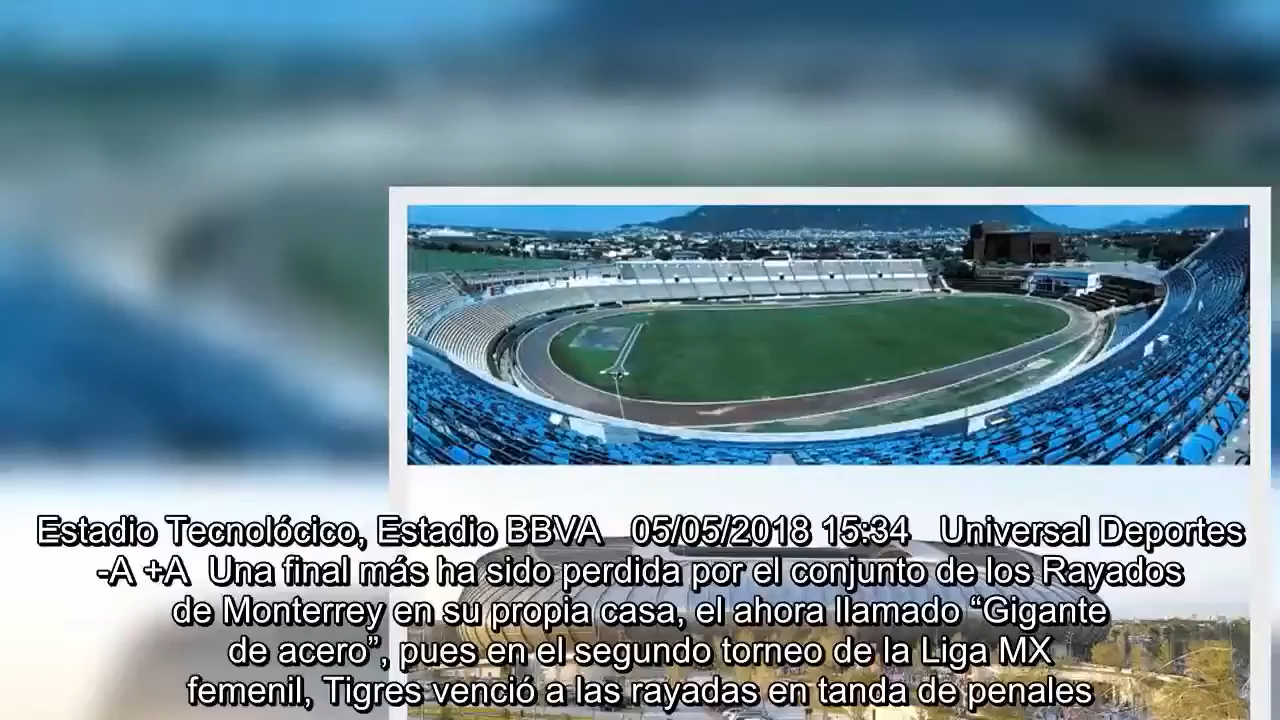 Estadio Tecnolócico, Estadio BBVA 05/05/2018 15:34 Universal Deportes
-A +A Una final más ha sido perdida por el conjunto de los Rayados
de Monterrey en su propia casa, el ahora llamado “Gigante
de acero”, pues en el segundo torneo de la Liga MX
femenil, Tigres venció a las rayadas en tanda de penales